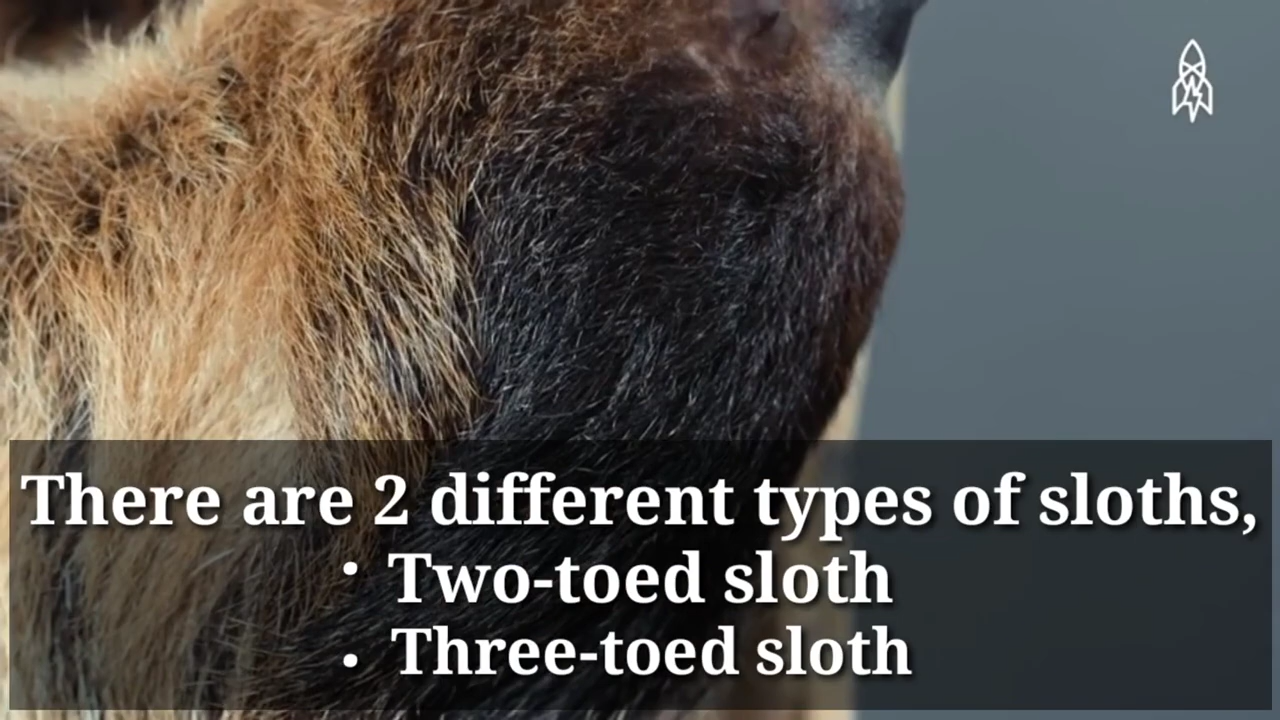 There are 2 different types of sloths,
• Two-toed sloth
• Three-toed sloth